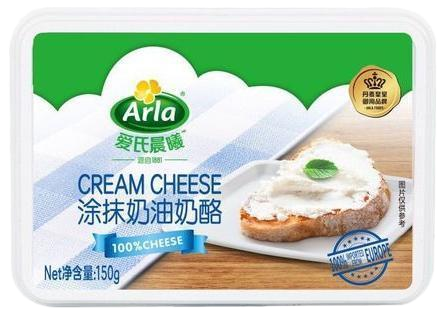 Arla
爱氏晨曦
源自1881
丹麦皇室
御用品牌
ARLA FOODS
CREAM CHEESE
涂抹奶油奶酪
100%CHEESE
Net净含量:150g
图片仅供参考
100% IMPORTED FROM EUROPE